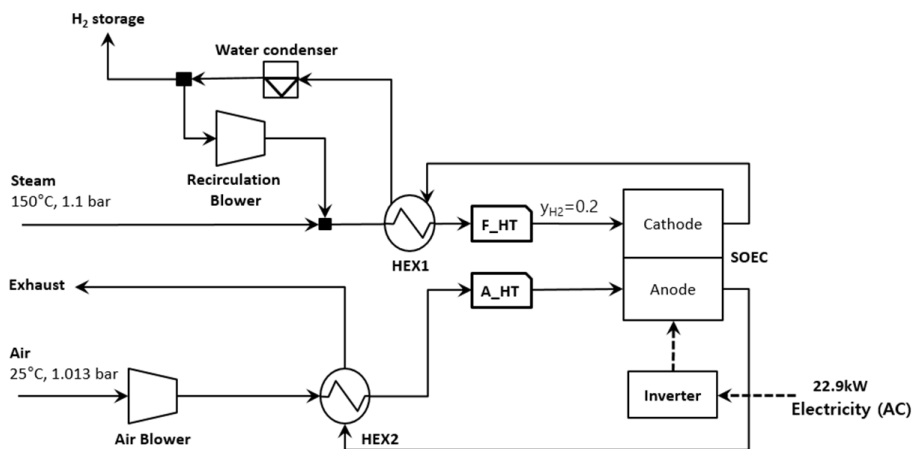 H₂ storage
Water condenser
Recirculation
Blower
Steam
150°C, 1.1 bar
HEX1
F_HT
yH2=0.2
Cathode
SOEC
Anode
A_HT
Exhaust
Air
25°C, 1.013 bar
Air Blower
HEX2
Inverter
22.9kW
Electricity (AC)